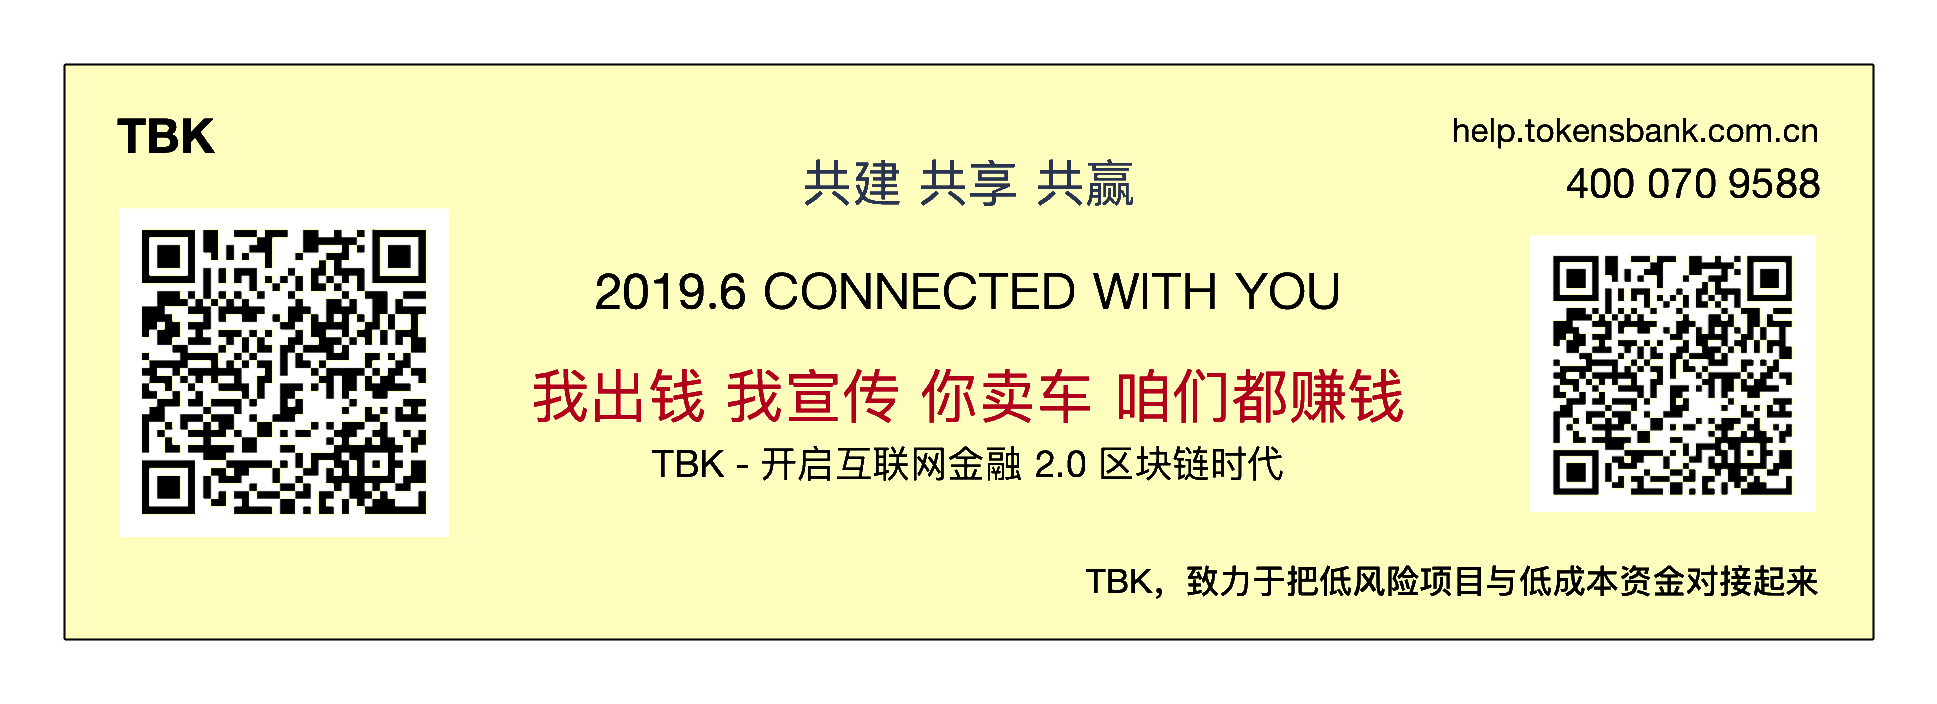 TBK
help.tokensbank.com.cn
400 070 9588
共建 共享 共赢
2019.6 CONNECTED WITH YOU
我出钱 我宣传 你卖车 咱们都赚钱
TBK - 开启互联网金融 2.0 区块链时代
TBK，致力于把低风险项目与低成本资金对接起来